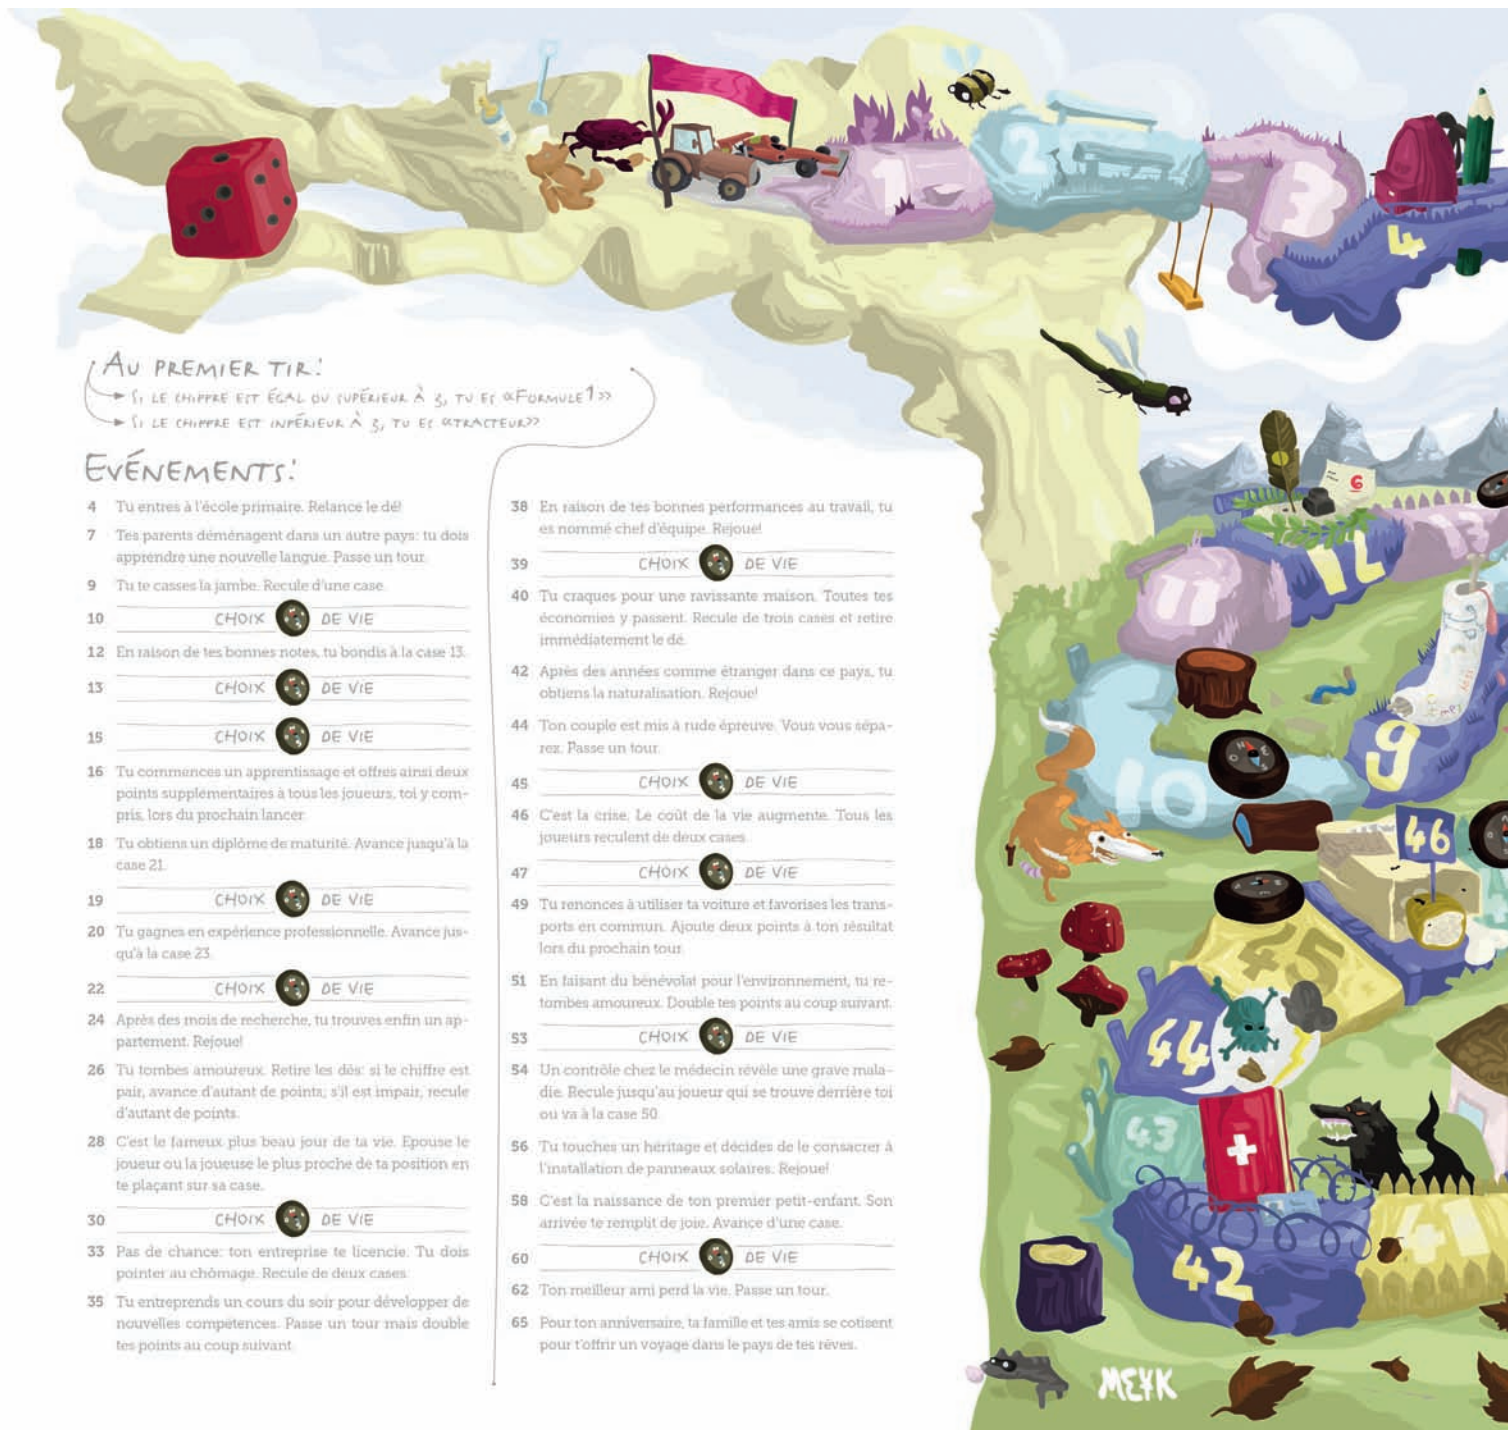 1
2
3
4
AU PREMIER TIR:
SI LE CHIFFRE EST ÉGAL OU SUPÉRIEUR À 3, TU ES «FORMULE 1»
SI LE CHIFFRE EST INFÉRIEUR À 3, TU ES «TRACTEUR»
EVÉNEMENTS:
4 Tu entres à l'école primaire. Relance le dé!
7 Tes parents déménagent dans un autre pays: tu dois
apprendre une nouvelle langue. Passe un tour.
9 Tu te casses la jambe. Recule d'une case.
10 CHOIX DE VIE
12 En raison de tes bonnes notes, tu bondis à la case 13.
13 CHOIX DE VIE
15 CHOIX DE VIE
16 Tu commences un apprentissage et offres ainsi deux
points supplémentaires à tous les joueurs, toi y com-
pris, lors du prochain lancer.
18 Tu obtiens un diplôme de maturité. Avance jusqu'à la
case 21.
19 CHOIX DE VIE
20 Tu gagnes en expérience professionnelle. Avance jus-
qu'à la case 23.
22 CHOIX DE VIE
24 Après des mois de recherche, tu trouves enfin un ap-
partement. Rejoue!
26 Tu tombes amoureux. Retire les dés: si le chiffre est
pair, avance d'autant de points; s'il est impair, recule
d'autant de points.
28 C'est le fameux plus beau jour de ta vie. Epouse le
joueur ou la joueuse le plus proche de ta position en
te plaçant sur sa case.
30 CHOIX DE VIE
33 Pas de chance: ton entreprise te licencie. Tu dois
pointer au chômage. Recule de deux cases.
35 Tu entreprends un cours du soir pour développer de
nouvelles compétences. Passe un tour mais double
tes points au coup suivant.
38 En raison de tes bonnes performances au travail, tu
es nommé chef d'équipe. Rejoue!
39 CHOIX DE VIE
40 Tu craques pour une ravissante maison. Toutes tes
économies y passent. Recule de trois cases et retire
immédiatement le dé.
42 Après des années comme étranger dans ce pays, tu
obtiens la naturalisation. Rejoue!
44 Ton couple est mis à rude épreuve. Vous vous sépa-
rez. Passe un tour.
45 CHOIX DE VIE
46 C'est la crise. Le coût de la vie augmente. Tous les
joueurs reculent de deux cases.
47 CHOIX DE VIE
49 Tu renonces à utiliser ta voiture et favorises les trans-
ports en commun. Ajoute deux points à ton résultat
lors du prochain tour.
51 En faisant du bénévolat pour l'environnement, tu re-
tombes amoureux. Double tes points au coup suivant.
53 CHOIX DE VIE
54 Un contrôle chez le médecin révèle une grave mala-
die. Recule jusqu'au joueur qui se trouve derrière toi
ou va à la case 50.
56 Tu touches un héritage et décides de le consacrer à
l'installation de panneaux solaires. Rejoue!
58 C'est la naissance de ton premier petit-enfant. Son
arrivée te remplit de joie. Avance d'une case.
60 CHOIX DE VIE
62 Ton meilleur ami perd la vie. Passe un tour.
65 Pour ton anniversaire, ta famille et tes amis se cotisent
pour t'offrir un voyage dans le pays de tes rêves.
6
13
12
11
9
10
46
45
44
43
42
41
MEYK